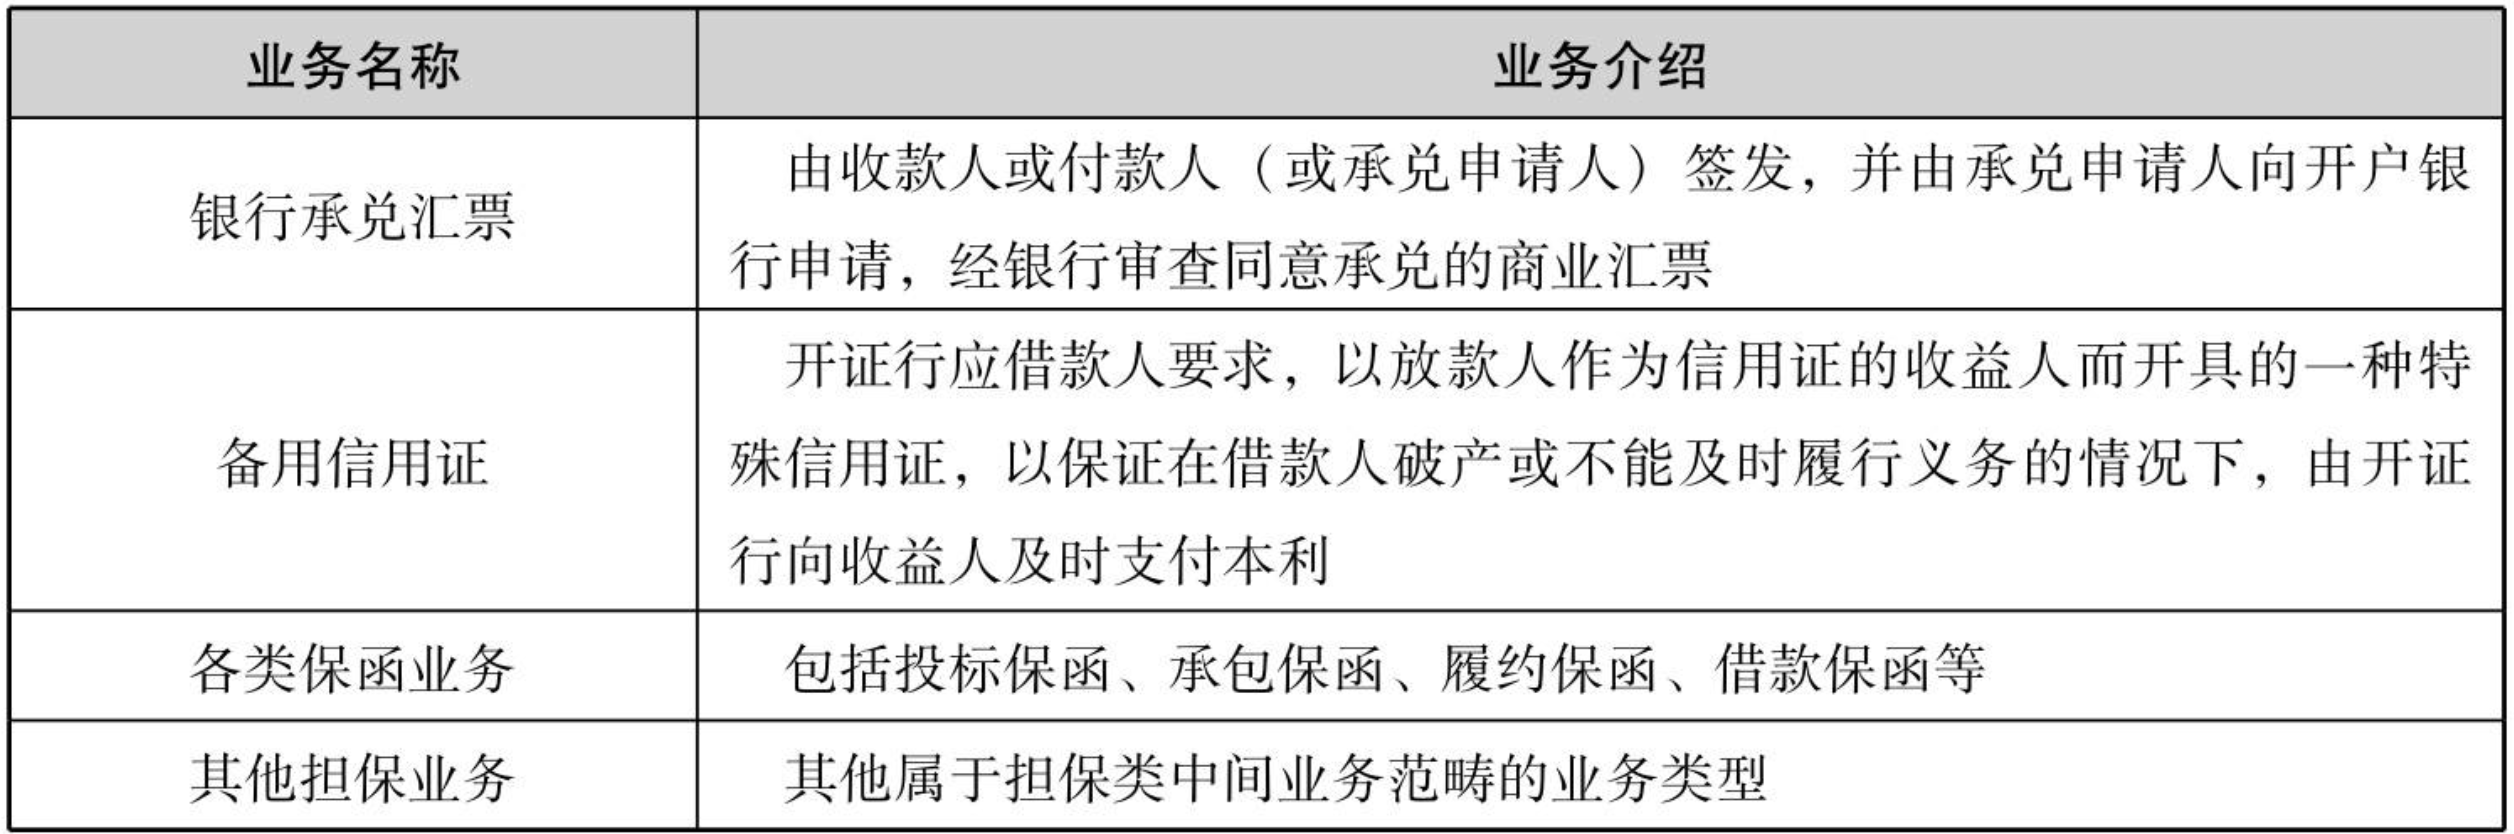 业务名称
业务介绍
银行承兑汇票
由收款人或付款人（或承兑申请人）签发，并由承兑申请人向开户银
行申请，经银行审查同意承兑的商业汇票
备用信用证
开证行应借款人要求，以放款人作为信用证的收益人而开具的一种特
殊信用证，以保证在借款人破产或不能及时履行义务的情况下，由开证
行向收益人及时支付本利
各类保函业务
包括投标保函、承包保函、履约保函、借款保函等
其他担保业务
其他属于担保类中间业务范畴的业务类型